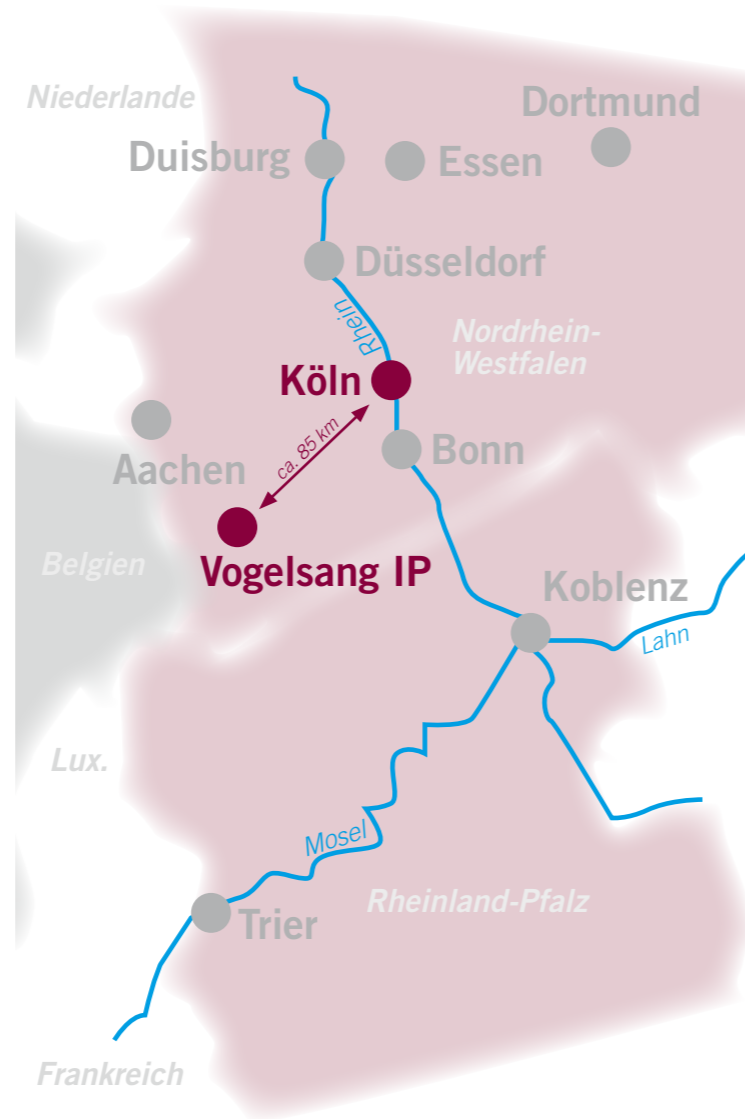 Niederlande
Dortmund
Duisburg
Essen
Düsseldorf
Rhein
Nordrhein-
Westfalen
Köln
ca. 85 km
Bonn
Aachen
Belgien
Vogelsang IP
Koblenz
Lahn
Lux.
Mosel
Rheinland-Pfalz
Trier
Frankreich